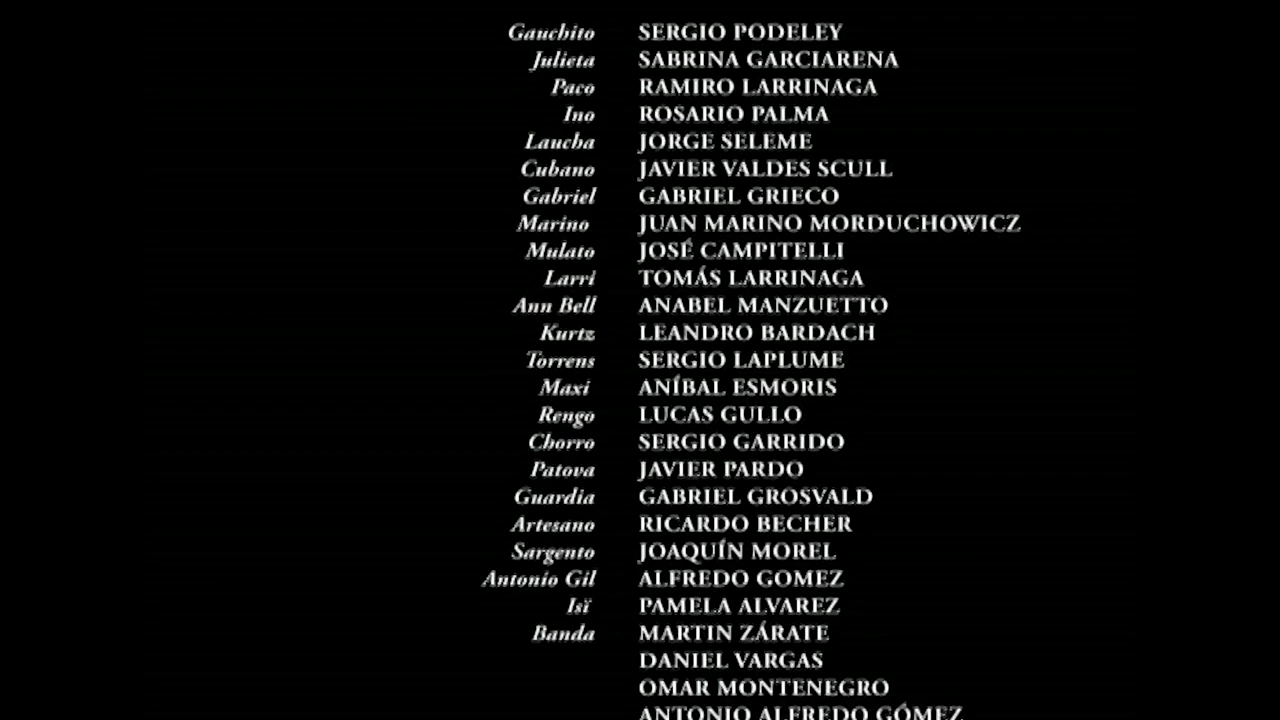 Gauchito SERGIO PODELEY
Julieta SABRINA GARCIARENA
Paco RAMIRO LARRINAGA
Ino ROSARIO PALMA
Laucha JORGE SELEME
Cubano JAVIER VALDES SCULL
Gabriel GABRIEL GRIECO
Marino JUAN MARINO MORDUCHOWICZ
Mulato JOSÉ CAMPITELLI
Larri TOMÁS LARRINAGA
Ann Bell ANABEL MANZUETTO
Kurtz LEANDRO BARDACH
Torrens SERGIO LAPLUME
Maxi ANÍBAL ESMORIS
Rengo LUCAS GULLO
Chorro SERGIO GARRIDO
Patova JAVIER PARDO
Guardia GABRIEL GROSVALD
Artesano RICARDO BECHER
Sargento JOAQUÍN MOREL
Antonio Gil ALFREDO GOMEZ
Isï PAMELA ALVAREZ
Banda MARTIN ZÁRATE
DANIEL VARGAS
OMAR MONTENEGRO
ANTONIO ALFREDO GÓMEZ